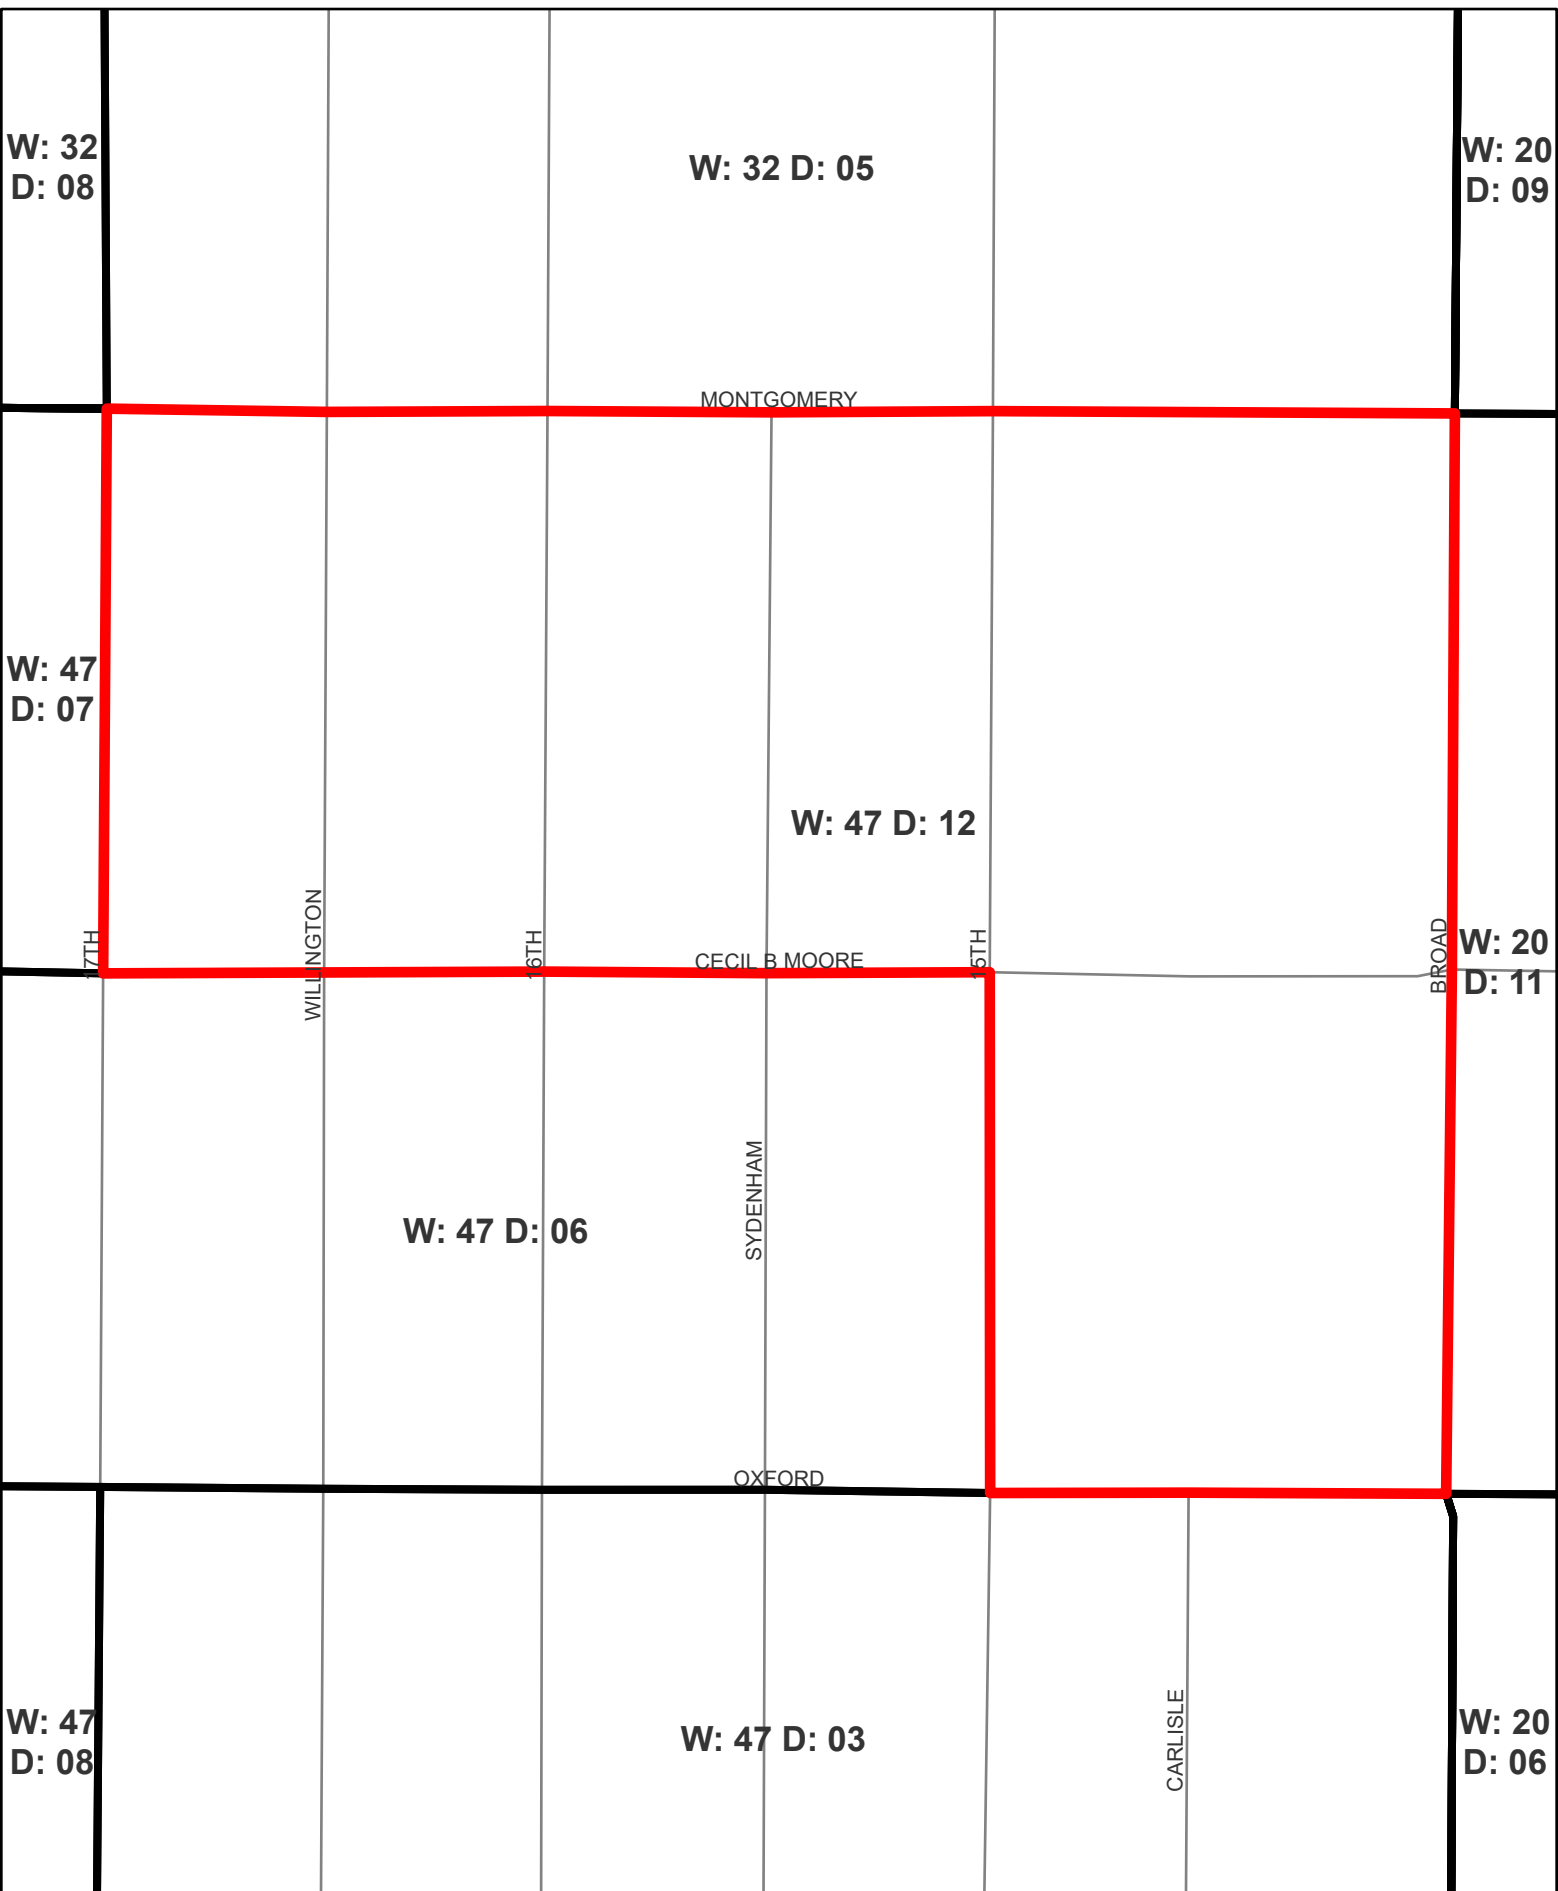 W: 32
D: 08
W: 32 D: 05
W: 20
D: 09
MONTGOMERY
W: 47
D: 07
W: 47 D: 12
17TH
WILLINGTON
16TH
CECIL B MOORE
15TH
BROAD
W: 20
D: 11
SYDENHAM
W: 47 D: 06
OXFORD
W: 47
D: 08
W: 47 D: 03
CARLISLE
W: 20
D: 06